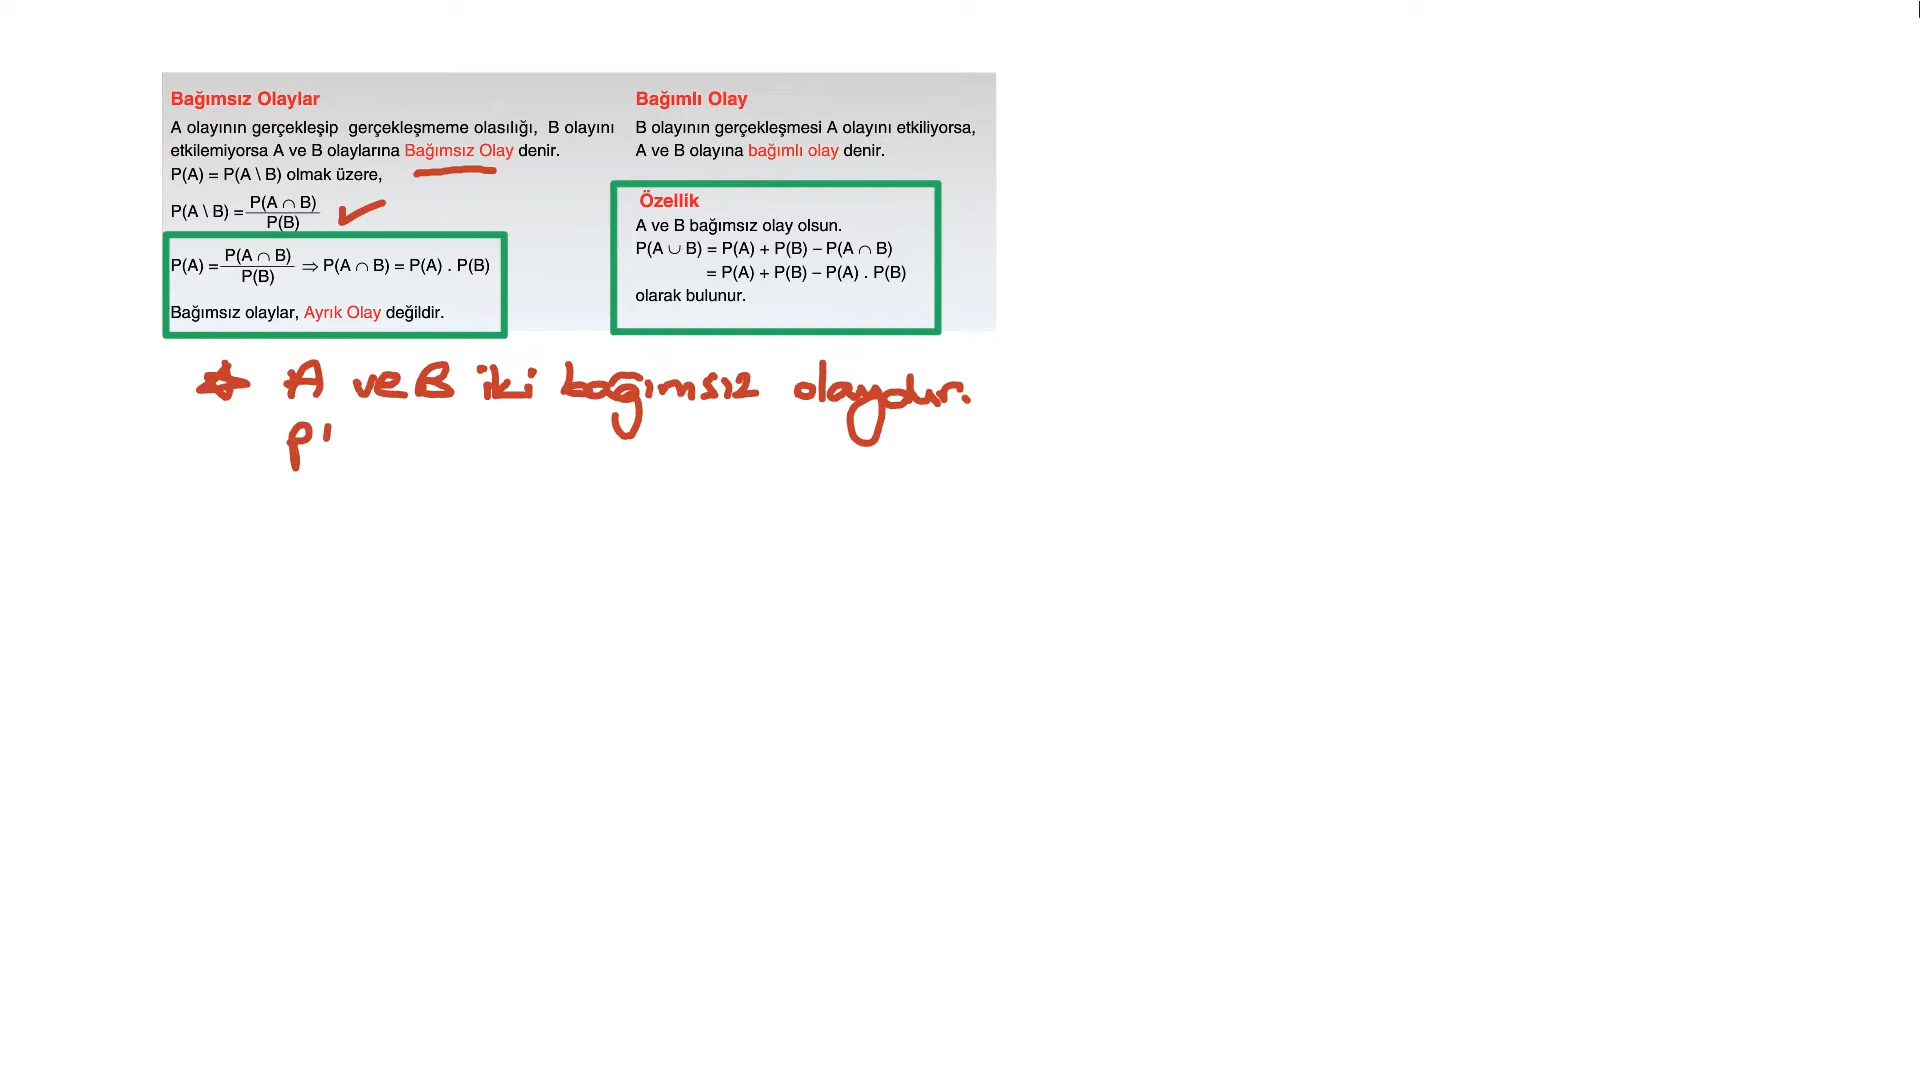 Bağımsız Olaylar
A olayının gerçekleşip gerçekleşmeme olasılığı, B olayını
etkilemiyorsa A ve B olaylarına Bağımsız Olay denir.
P(A) = P(A \ B) olmak üzere,
P(A \ B) = P(A ∩ B) / P(B)
P(A) = P(A ∩ B) / P(B) ⇒ P(A ∩ B) = P(A) . P(B)
Bağımsız olaylar, Ayrık Olay değildir.
Bağımlı Olay
B olayının gerçekleşmesi A olayını etkiliyorsa,
A ve B olayına bağımlı olay denir.
Özellik
A ve B bağımsız olay olsun.
P(A ∪ B) = P(A) + P(B) – P(A ∩ B)
= P(A) + P(B) – P(A) . P(B)
olarak bulunur.
A ve B iki bağımsız olaydır.
P